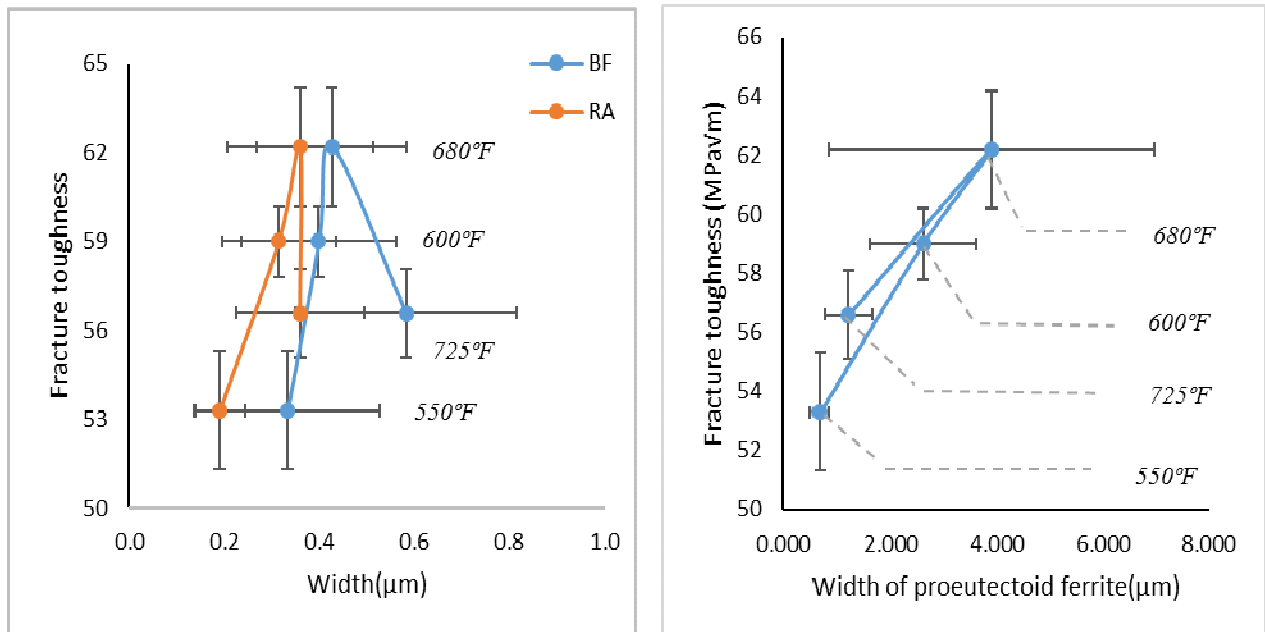 65
62
59
56
53
50
Fracture toughness
BF
RA
680°F
600°F
725°F
550°F
0.0 0.2 0.4 0.6 0.8 1.0
Width(μm)
66
64
62
60
58
56
54
52
50
Fracture toughness (MPa√m)
680°F
600°F
725°F
550°F
0.000 2.000 4.000 6.000 8.000
Width of proeutectoid ferrite(μm)